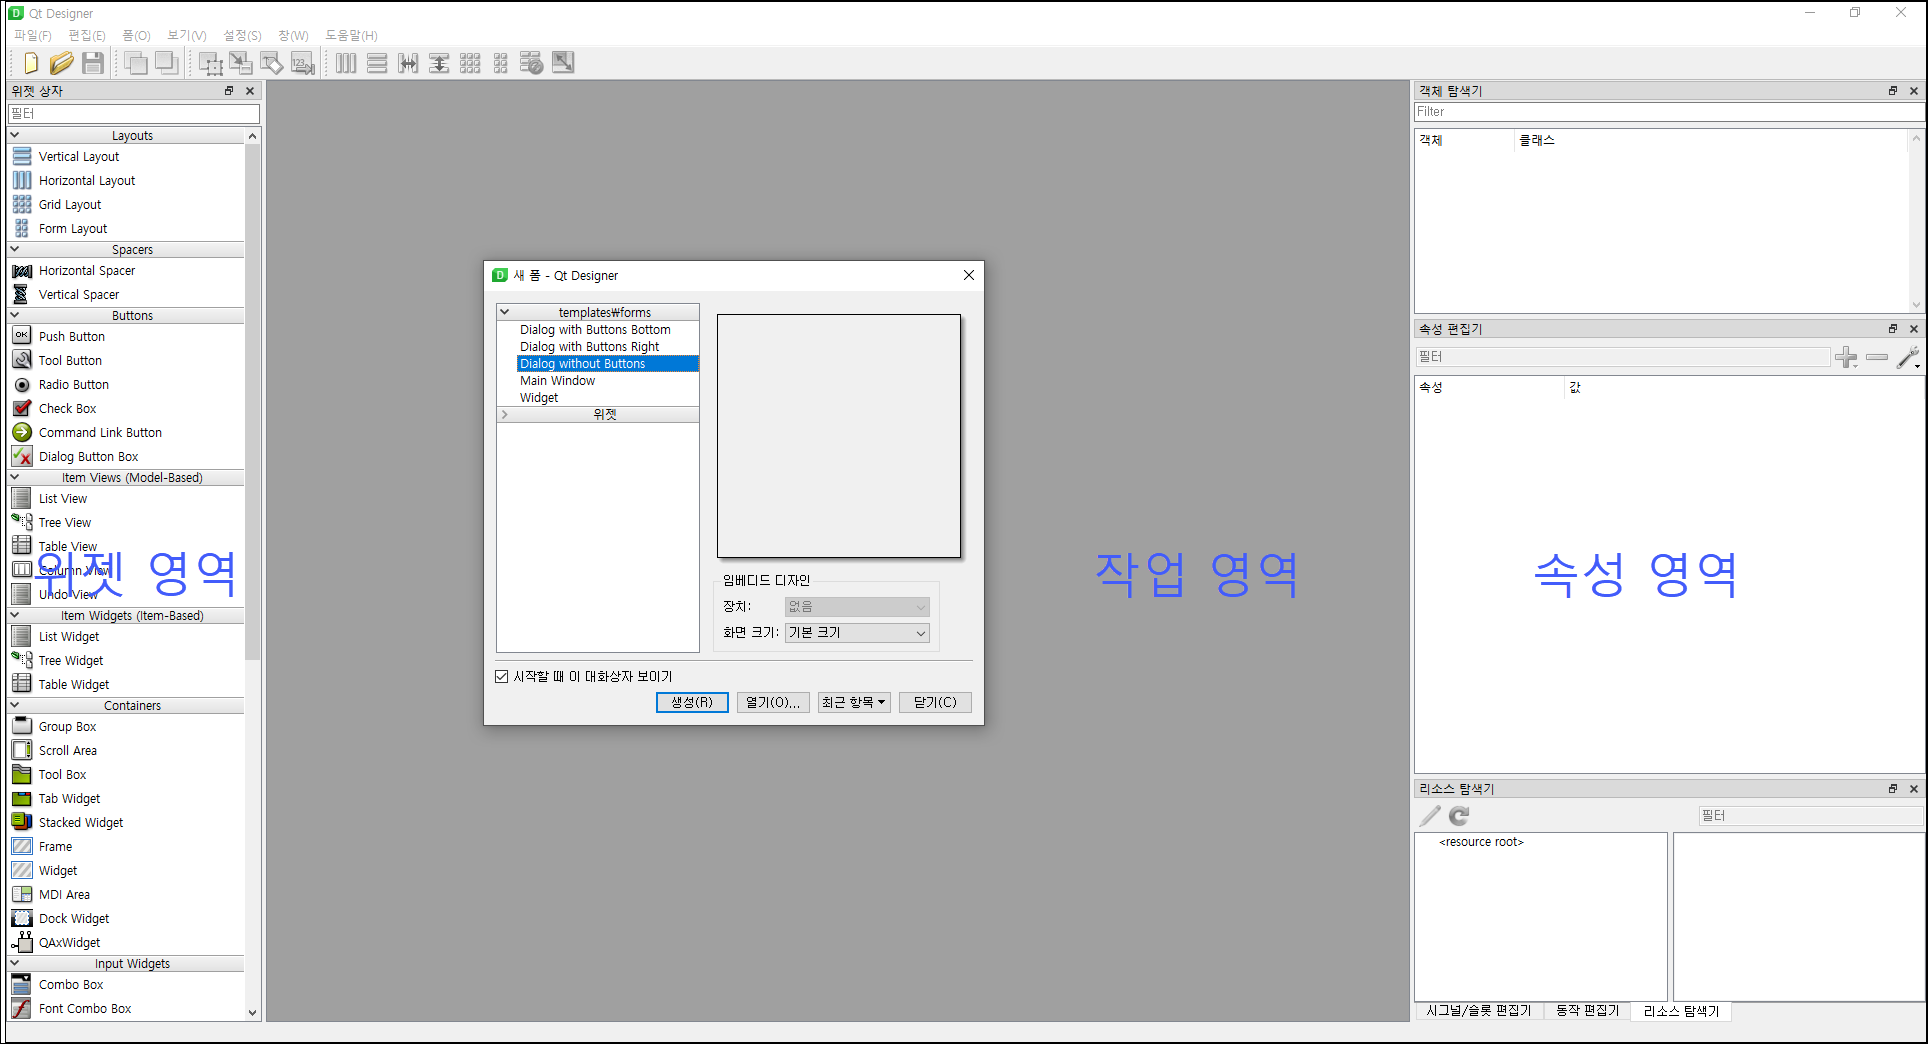 Qt Designer
파일(F) 편집(E) 폼(O) 보기(V) 설정(S) 창(W) 도움말(H)
위젯 상자
필터
Layouts
Vertical Layout
Horizontal Layout
Grid Layout
Form Layout
Spacers
Horizontal Spacer
Vertical Spacer
Buttons
OK Push Button
Tool Button
Radio Button
Check Box
Command Link Button
Dialog Button Box
Item Views (Model-Based)
List View
Tree View
Table View
Column View
Undo View
위젯 영역
Item Widgets (Item-Based)
List Widget
Tree Widget
Table Widget
Containers
Group Box
Scroll Area
Tool Box
Tab Widget
Stacked Widget
Frame
Widget
MDI Area
Dock Widget
QAxWidget
Input Widgets
Combo Box
Font Combo Box
새 폼 - Qt Designer
templates₩forms
Dialog with Buttons Bottom
Dialog with Buttons Right
Dialog without Buttons
Main Window
Widget
위젯
임베디드 디자인
장치: 없음
화면 크기: 기본 크기
시작할 때 이 대화상자 보이기
생성(R) 열기(O)... 최근 항목 닫기(C)
작업 영역
객체 탐색기
Filter
객체 클래스
속성 편집기
필터
속성 값
속성 영역
리소스 탐색기
필터
<resource root>
시그널/슬롯 편집기 동작 편집기 리소스 탐색기